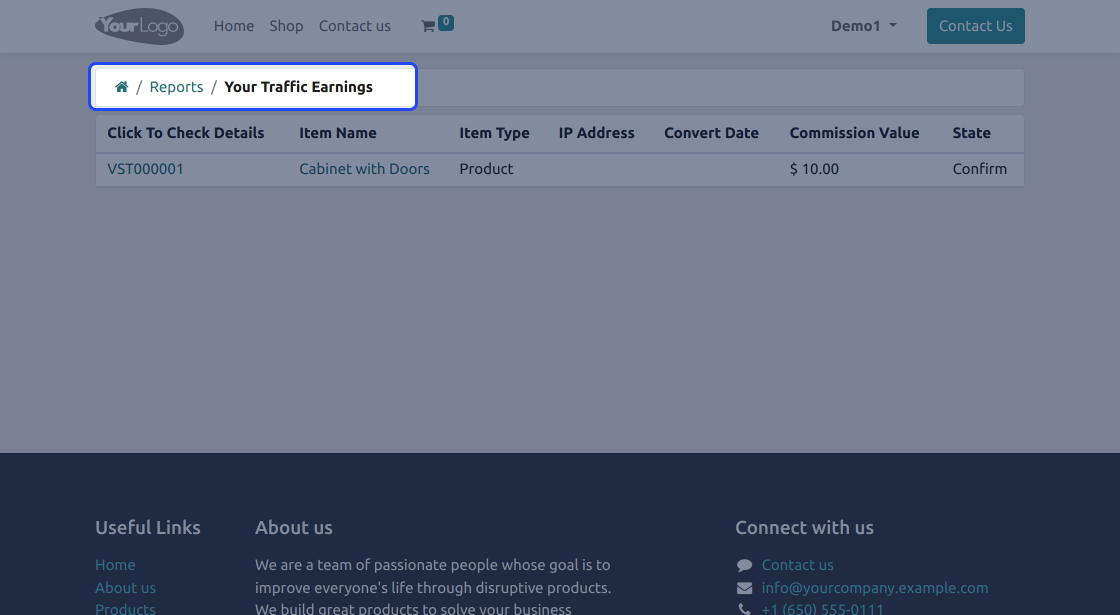 YourLogo Home Shop Contact us 0 Demo1 Contact Us
/ Reports / Your Traffic Earnings
Click To Check Details Item Name Item Type IP Address Convert Date Commission Value State
VST000001 Cabinet with Doors Product $ 10.00 Confirm
Useful Links About us Connect with us
Home We are a team of passionate people whose goal is to Contact us
About us improve everyone's life through disruptive products. info@yourcompany.example.com
Products We build great products to solve your business +1 (650) 555-0111